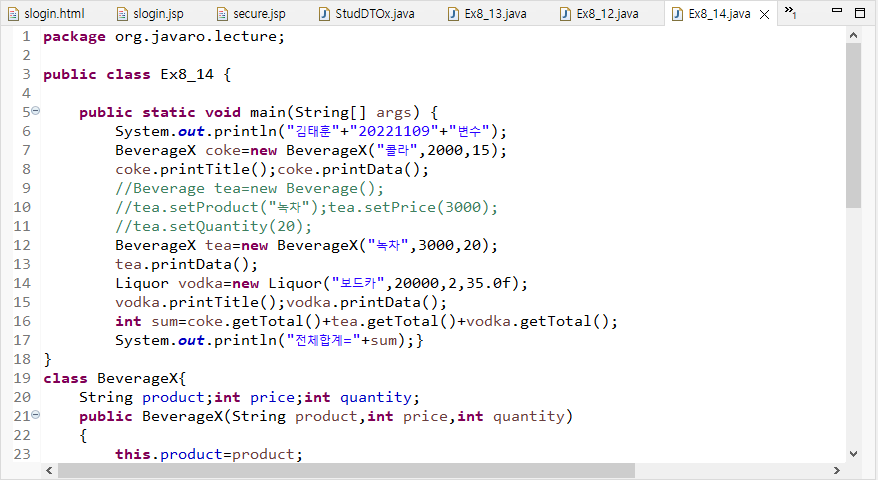 slogin.html slogin.jsp secure.jsp StudDTOx.java Ex8_13.java Ex8_12.java Ex8_14.java »1
1 package org.javaro.lecture;
2
3 public class Ex8_14 {
4
5 public static void main(String[] args) {
6 System.out.println("김태훈"+"20221109"+"변수");
7 BeverageX coke=new BeverageX("콜라",2000,15);
8 coke.printTitle();coke.printData();
9 //Beverage tea=new Beverage();
10 //tea.setProduct("녹차");tea.setPrice(3000);
11 //tea.setQuantity(20);
12 BeverageX tea=new BeverageX("녹차",3000,20);
13 tea.printData();
14 Liquor vodka=new Liquor("보드카",20000,2,35.0f);
15 vodka.printTitle();vodka.printData();
16 int sum=coke.getTotal()+tea.getTotal()+vodka.getTotal();
17 System.out.println("전체합계="+sum);}
18 }
19 class BeverageX{
20 String product;int price;int quantity;
21 public BeverageX(String product,int price,int quantity)
22 {
23 this.product=product;